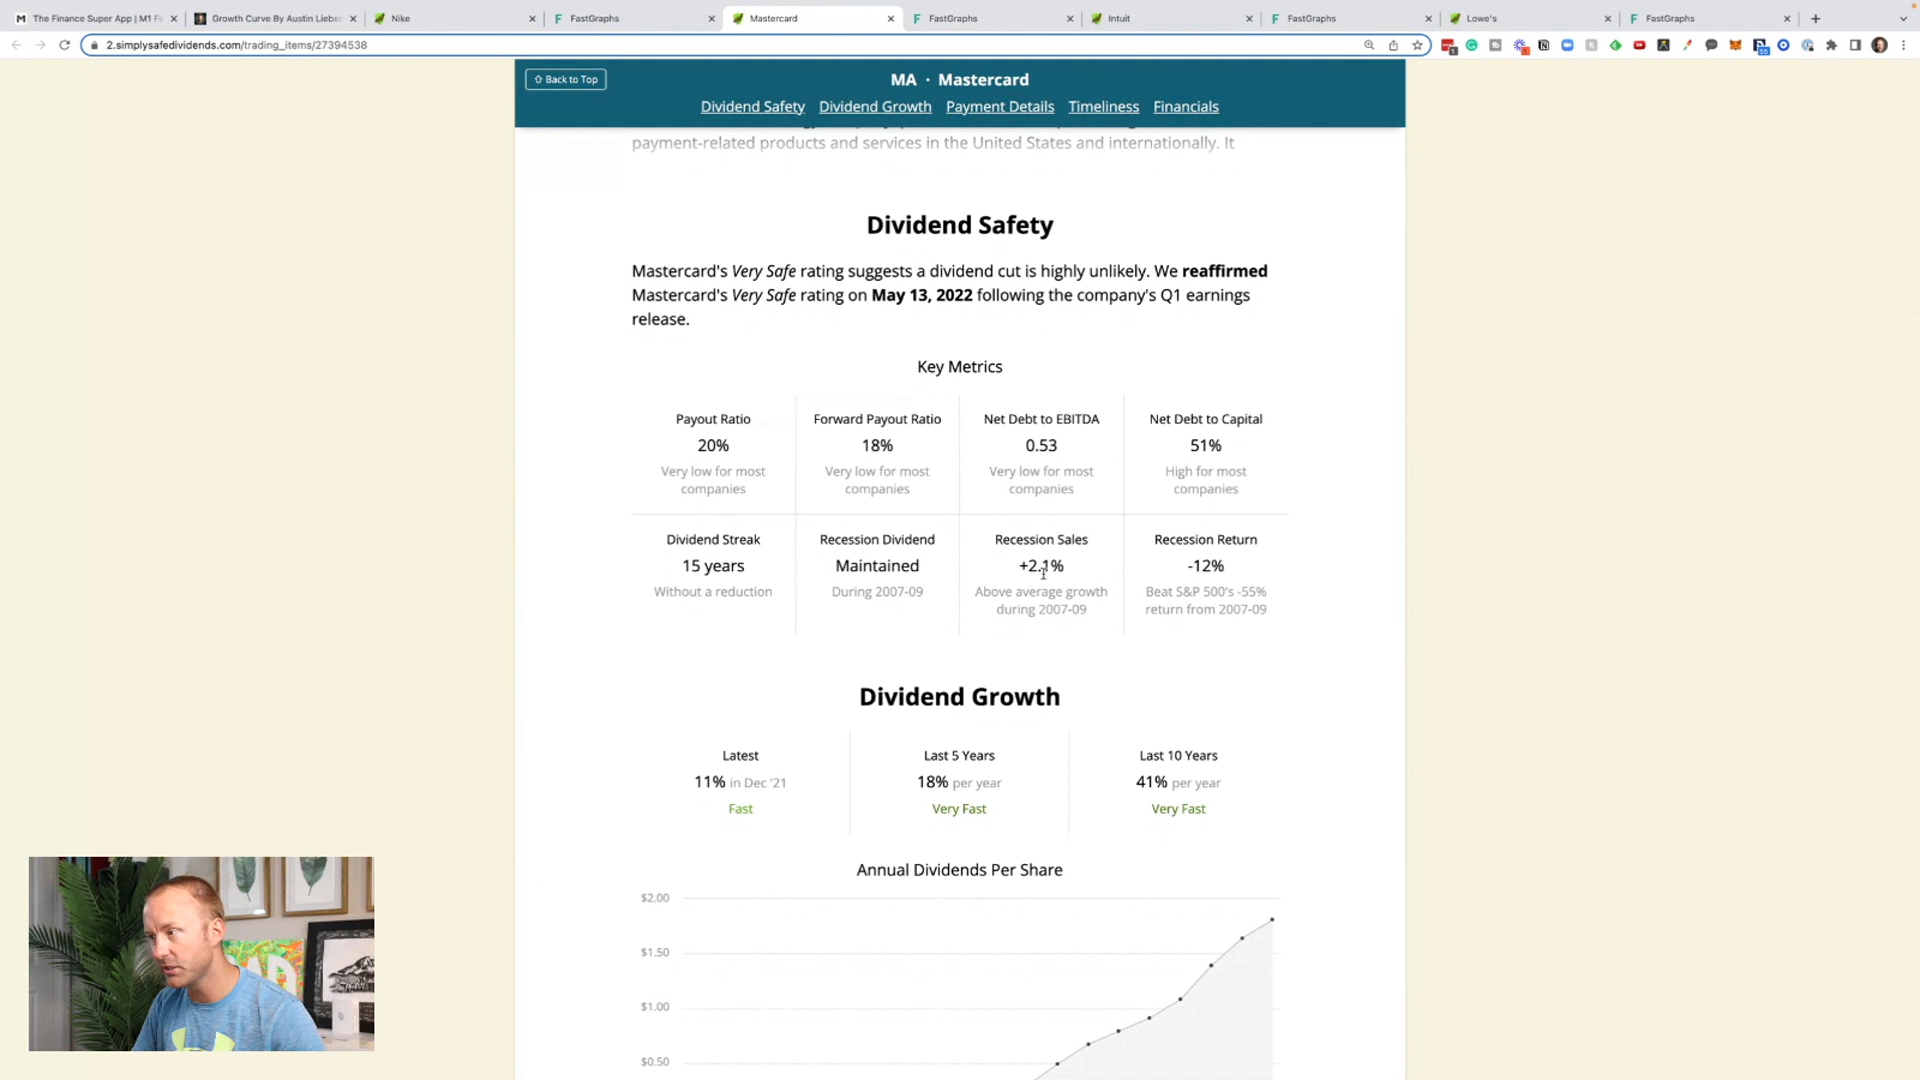 The Finance Super App | M1 Fi
Growth Curve By Austin Lieber
Nike
FastGraphs
Mastercard
FastGraphs
Intuit
FastGraphs
Lowe's
FastGraphs
2.simplysafedividends.com/trading_items/27394538
Back to Top
MA · Mastercard
Dividend Safety
Dividend Growth
Payment Details
Timeliness
Financials
payment-related products and services in the United States and internationally. It
Dividend Safety
Mastercard's Very Safe rating suggests a dividend cut is highly unlikely. We reaffirmed
Mastercard's Very Safe rating on May 13, 2022 following the company's Q1 earnings
release.
Key Metrics
Payout Ratio
20%
Very low for most
companies
Forward Payout Ratio
18%
Very low for most
companies
Net Debt to EBITDA
0.53
Very low for most
companies
Net Debt to Capital
51%
High for most
companies
Dividend Streak
15 years
Without a reduction
Recession Dividend
Maintained
During 2007-09
Recession Sales
+2.1%
Above average growth
during 2007-09
Recession Return
-12%
Beat S&P 500's -55%
return from 2007-09
Dividend Growth
Latest
11% in Dec '21
Fast
Last 5 Years
18% per year
Very Fast
Last 10 Years
41% per year
Very Fast
Annual Dividends Per Share
$2.00
$1.50
$1.00
$0.50